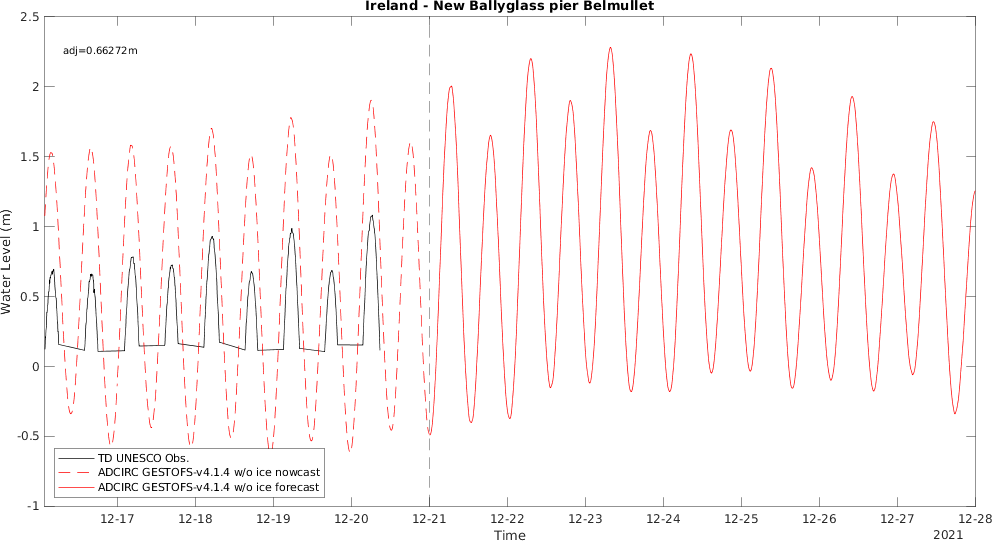 Ireland - New Ballyglass pier Belmullet
adj=0.66272m
2.5
2
1.5
1
0.5
0
-0.5
-1
Water Level (m)
TD UNESCO Obs.
ADCIRC GESTOFS-v4.1.4 w/o ice nowcast
ADCIRC GESTOFS-v4.1.4 w/o ice forecast
12-17 12-18 12-19 12-20 12-21 12-22 12-23 12-24 12-25 12-26 12-27 12-28
Time
2021